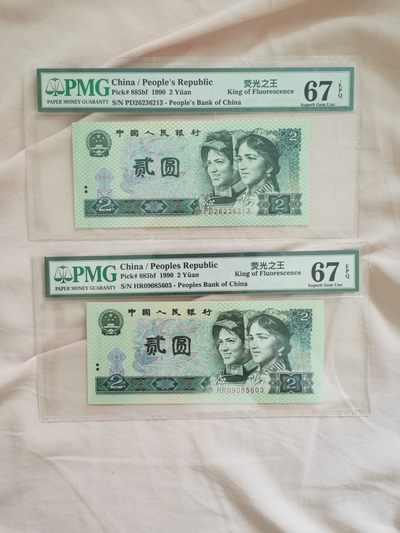 PMG
PAPER MONEY GUARANTY
China / People's Republic
Pick# 885bf 1990 2 Yüan
S/N PD26236213 - People's Bank of China
荧光之王
King of Fluorescence
67 EPQ
Superb Gem Unc
中国人民银行
2
贰圆
PD26236213
2
PMG
PAPER MONEY GUARANTY
China / Peoples Republic
Pick# 885bf 1990 2 Yüan
S/N HR09085603 - Peoples Bank of China
荧光之王
King of Fluorescence
67 EPQ
Superb Gem Unc
中国人民银行
2
贰圆
HR09085603
2